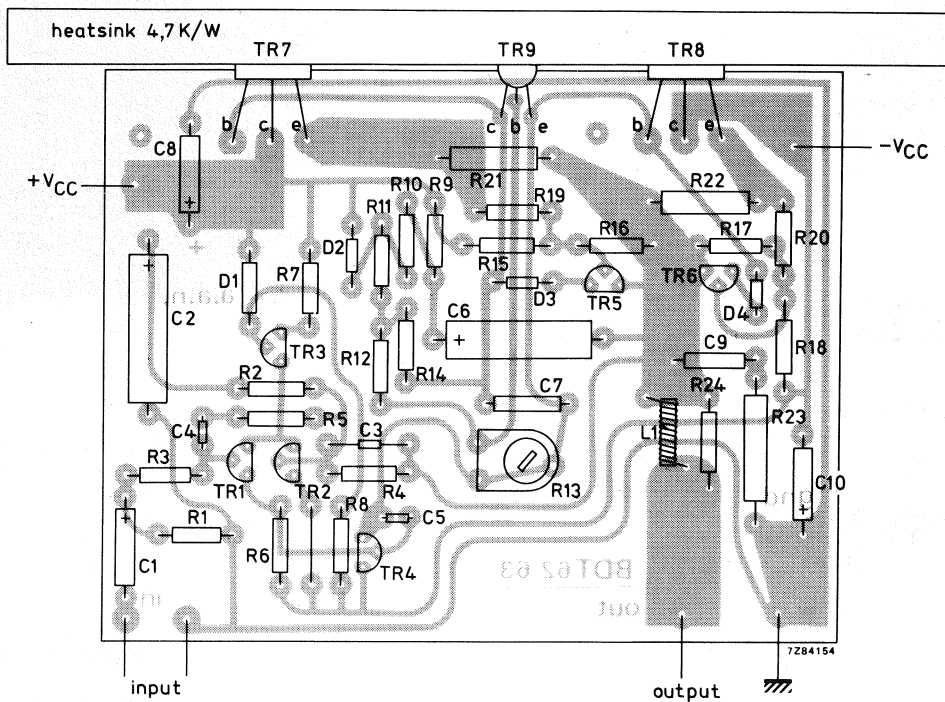 heatsink 4,7 K/W
TR7
TR9
TR8
b c e
c b e
b c e
C8
+
+VCC
-VCC
R21
R22
R10 R9
R11
R19
R16
R17
R20
D2
R15
D1
R7
D3
TR5
TR6
D4
+
a.a.n.
C2
+
C6
+
TR3
R12
R14
C9
R18
R2
R24
R5
C7
R23
C4
C3
L1
R3
TR1
TR2
R4
R13
C10
+
gnd
C1
+
R1
R6
R8
C5
TR4
BDT62 63
in
out
7Z84154
input
output